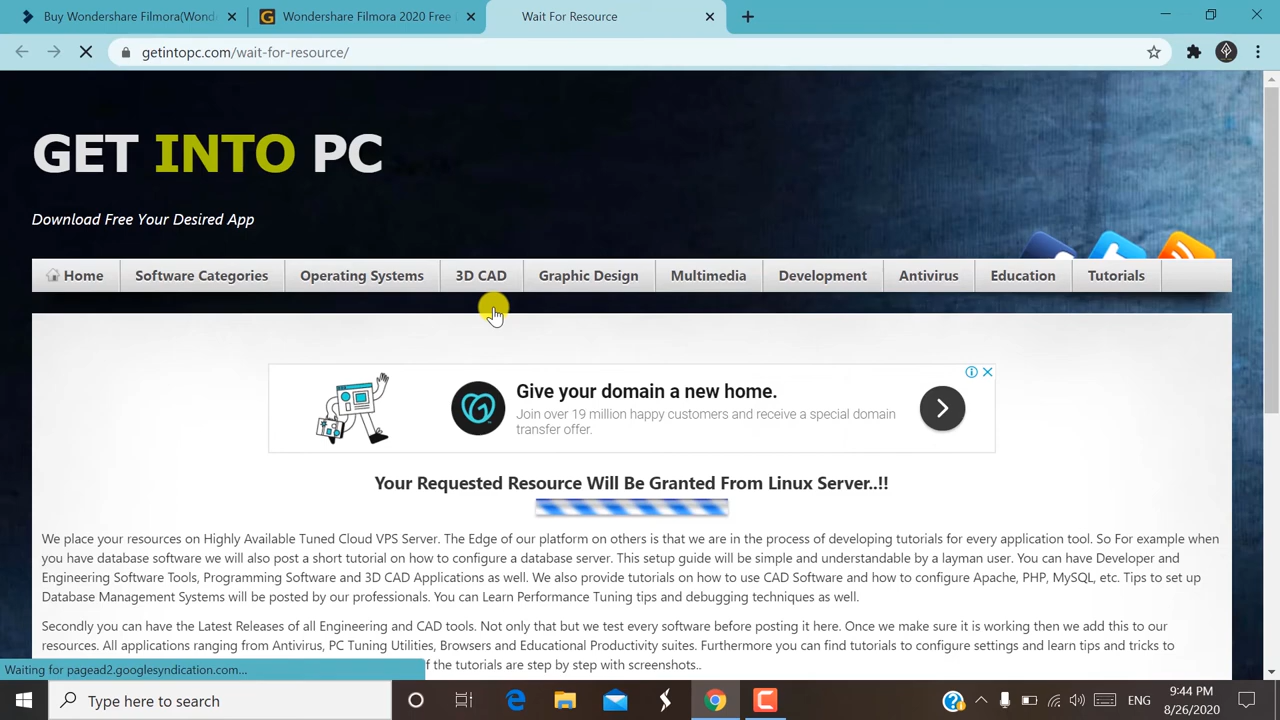 Buy Wondershare Filmora(Wond
Wondershare Filmora 2020 Free
Wait For Resource
getintopc.com/wait-for-resource/
GET INTO PC
Download Free Your Desired App
Home Software Categories Operating Systems 3D CAD Graphic Design Multimedia Development Antivirus Education Tutorials
Give your domain a new home.
Join over 19 million happy customers and receive a special domain
transfer offer.
Your Requested Resource Will Be Granted From Linux Server..!!
We place your resources on Highly Available Tuned Cloud VPS Server. The Edge of our platform on others is that we are in the process of developing tutorials for every application tool. So For example when
you have database software we will also post a short tutorial on how to configure a database server. This setup guide will be simple and understandable by a layman user. You can have Developer and
Engineering Software Tools, Programming Software and 3D CAD Applications as well. We also provide tutorials on how to use CAD Software and how to configure Apache, PHP, MySQL, etc. Tips to set up
Database Management Systems will be posted by our professionals. You can Learn Performance Tuning tips and debugging techniques as well.
Secondly you can have the Latest Releases of all Engineering and CAD tools. Not only that but we test every software before posting it here. Once we make sure it is working then we add this to our
resources. All applications ranging from Antivirus, PC Tuning Utilities, Browsers and Educational Productivity suites. Furthermore you can find tutorials to configure settings and learn tips and tricks to
of the tutorials are step by step with screenshots..
Waiting for pagead2.googlesyndication.com...
Type here to search
ENG
9:44 PM
8/26/2020